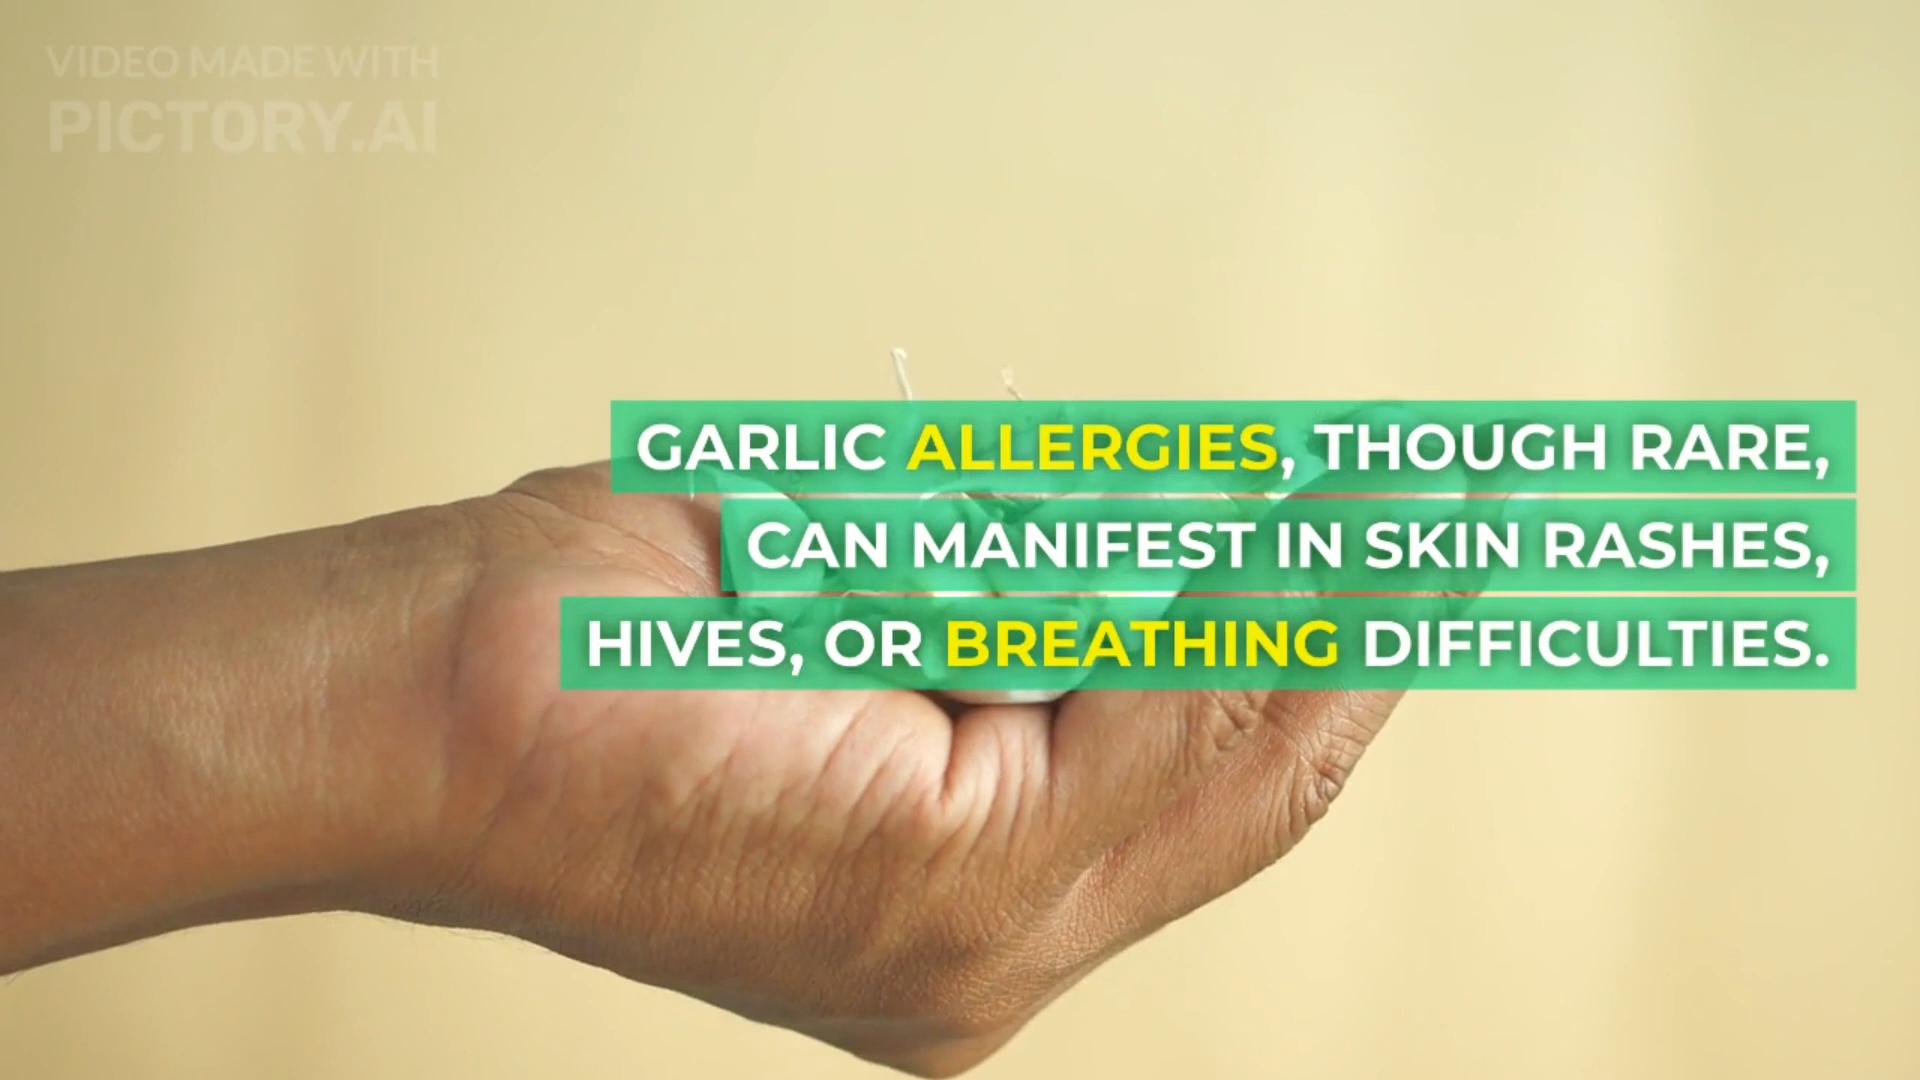 VIDEO MADE WITH
PICTORY.AI
GARLIC ALLERGIES, THOUGH RARE,
CAN MANIFEST IN SKIN RASHES,
HIVES, OR BREATHING DIFFICULTIES.